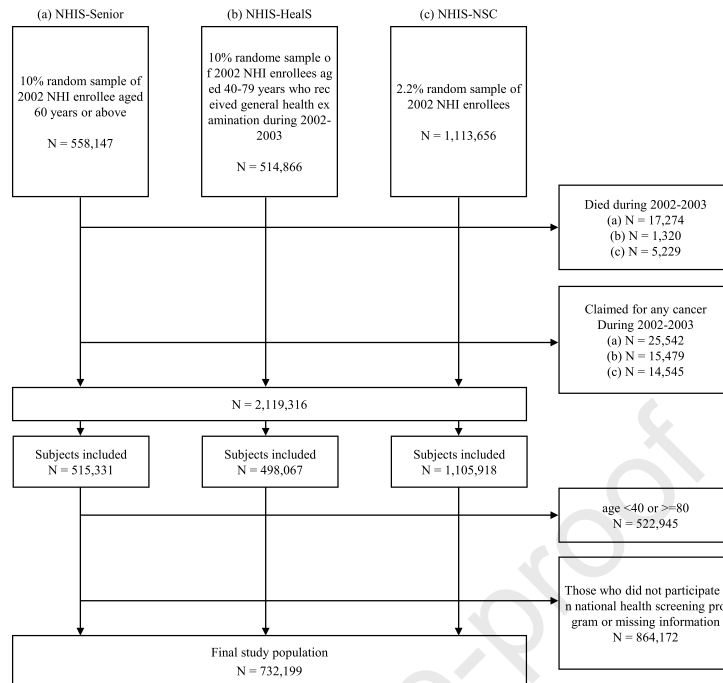 (a) NHIS-Senior
(b) NHIS-HealS
(c) NHIS-NSC
10% random sample of
2002 NHI enrollee aged
60 years or above
N = 558,147
10% randome sample o
f 2002 NHI enrollees ag
ed 40-79 years who rec
eived general health ex
amination during 2002-
2003
N = 514,866
2.2% random sample of
2002 NHI enrollees
N = 1,113,656
Died during 2002-2003
(a) N = 17,274
(b) N = 1,320
(c) N = 5,229
Claimed for any cancer
During 2002-2003
(a) N = 25,542
(b) N = 15,479
(c) N = 14,545
N = 2,119,316
Subjects included
N = 515,331
Subjects included
N = 498,067
Subjects included
N = 1,105,918
age <40 or >=80
N = 522,945
Those who did not participate
n national health screening pro
gram or missing information
N = 864,172
Final study population
N = 732,199
e-proof